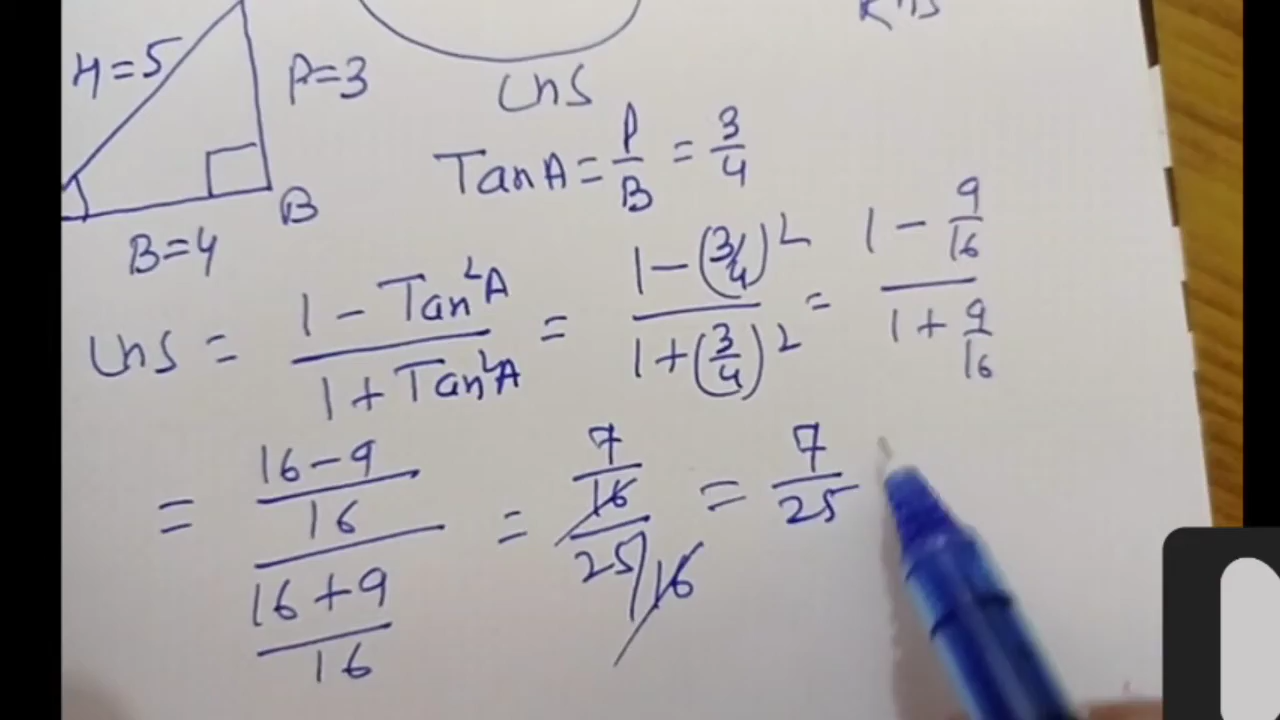 RHS
H=5
P=3
LHS
TanA = P/B = 3/4
B
B=4
LHS = (1 - Tan²A)/(1 + Tan²A) = (1-(3/4)²)/(1+(3/4)²) = (1 - 9/16)/(1 + 9/16)
= ((16-9)/16)/((16+9)/16) = (7/16)/(25/16) = 7/25